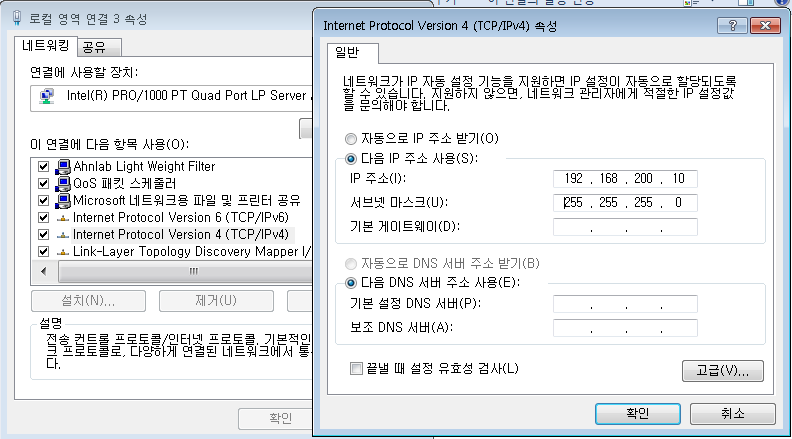 로컬 영역 연결 3 속성
네트워킹
공유
연결에 사용할 장치:
Intel(R) PRO/1000 PT Quad Port LP Server
이 연결에 다음 항목 사용(O):
Ahnlab Light Weight Filter
QoS 패킷 스케줄러
Microsoft 네트워크용 파일 및 프린터 공유
Internet Protocol Version 6 (TCP/IPv6)
Internet Protocol Version 4 (TCP/IPv4)
Link-Layer Topology Discovery Mapper I/
설치(N)...
제거(U)
설명
전송 컨트롤 프로토콜/인터넷 프로토콜. 기본적인
크 프로토콜로, 다양하게 연결된 네트워크에서 통
다.
확인
Internet Protocol Version 4 (TCP/IPv4) 속성
일반
네트워크가 IP 자동 설정 기능을 지원하면 IP 설정이 자동으로 할당되도록
할 수 있습니다. 지원하지 않으면, 네트워크 관리자에게 적절한 IP 설정값
을 문의해야 합니다.
자동으로 IP 주소 받기(O)
다음 IP 주소 사용(S):
IP 주소(I):
192 . 168 . 200 . 10
서브넷 마스크(U):
255 . 255 . 255 . 0
기본 게이트웨이(D):
. . .
자동으로 DNS 서버 주소 받기(B)
다음 DNS 서버 주소 사용(E):
기본 설정 DNS 서버(P):
. . .
보조 DNS 서버(A):
. . .
끝낼 때 설정 유효성 검사(L)
고급(V)...
확인
취소